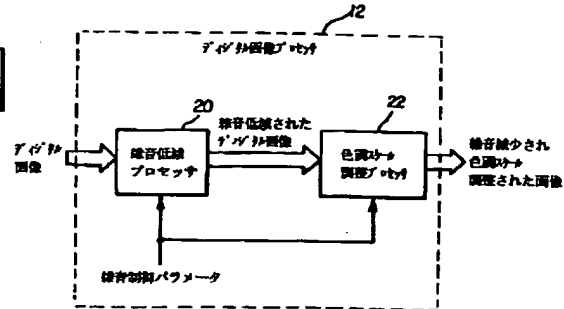 12
ディジタル画像プロセッサ
20
雑音低減された
ディジタル画像
22
ディジタル
画像
雑音低減
プロセッサ
色調スケール
調整プロセッサ
雑音減少され
色調スケール
調整された画像
雑音制御パラメータ